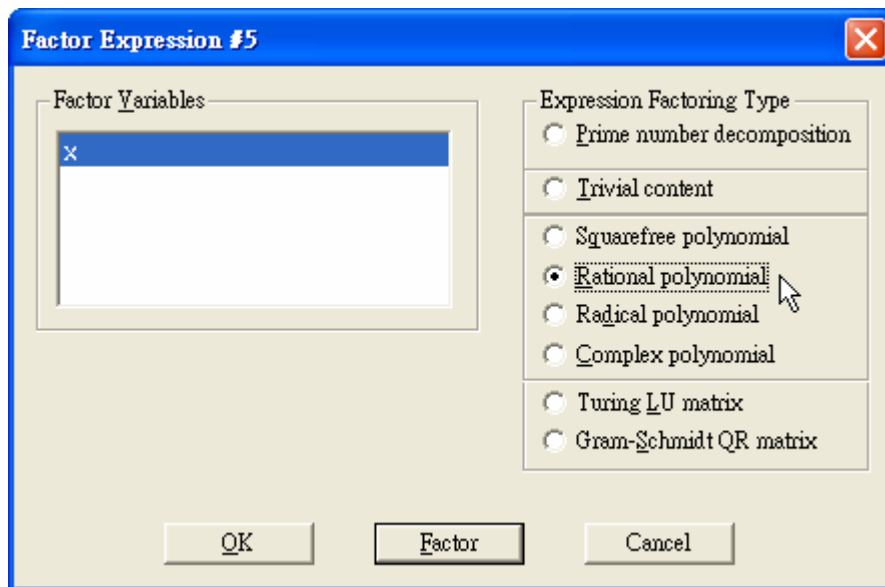 Factor Expression #5
Factor Variables
x
Expression Factoring Type
Prime number decomposition
Trivial content
Squarefree polynomial
Rational polynomial
Radical polynomial
Complex polynomial
Turing LU matrix
Gram-Schmidt QR matrix
OK
Factor
Cancel